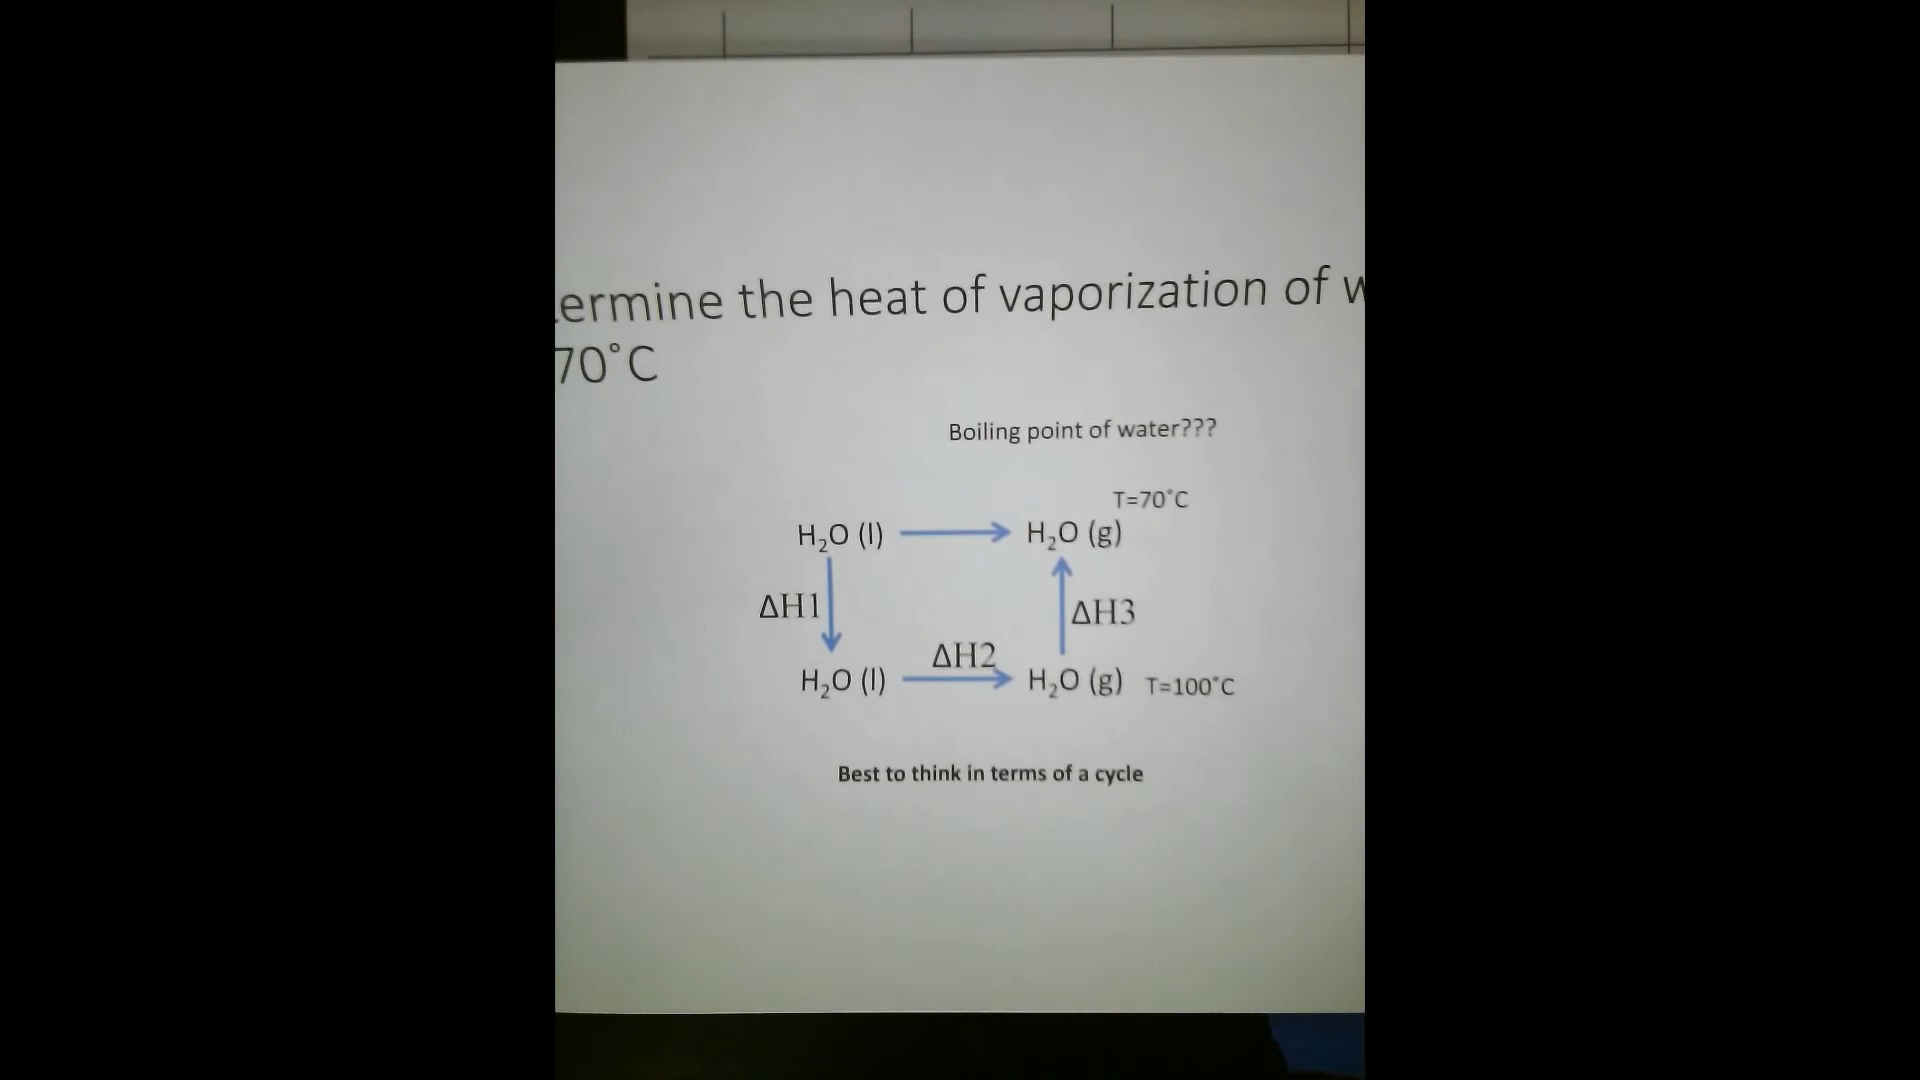 ermine the heat of vaporization of
70°C
Boiling point of water???
T=70°C
H₂O (l) H₂O (g)
ΔH1 ΔH3
ΔH2
H₂O (l) H₂O (g) T=100°C
Best to think in terms of a cycle